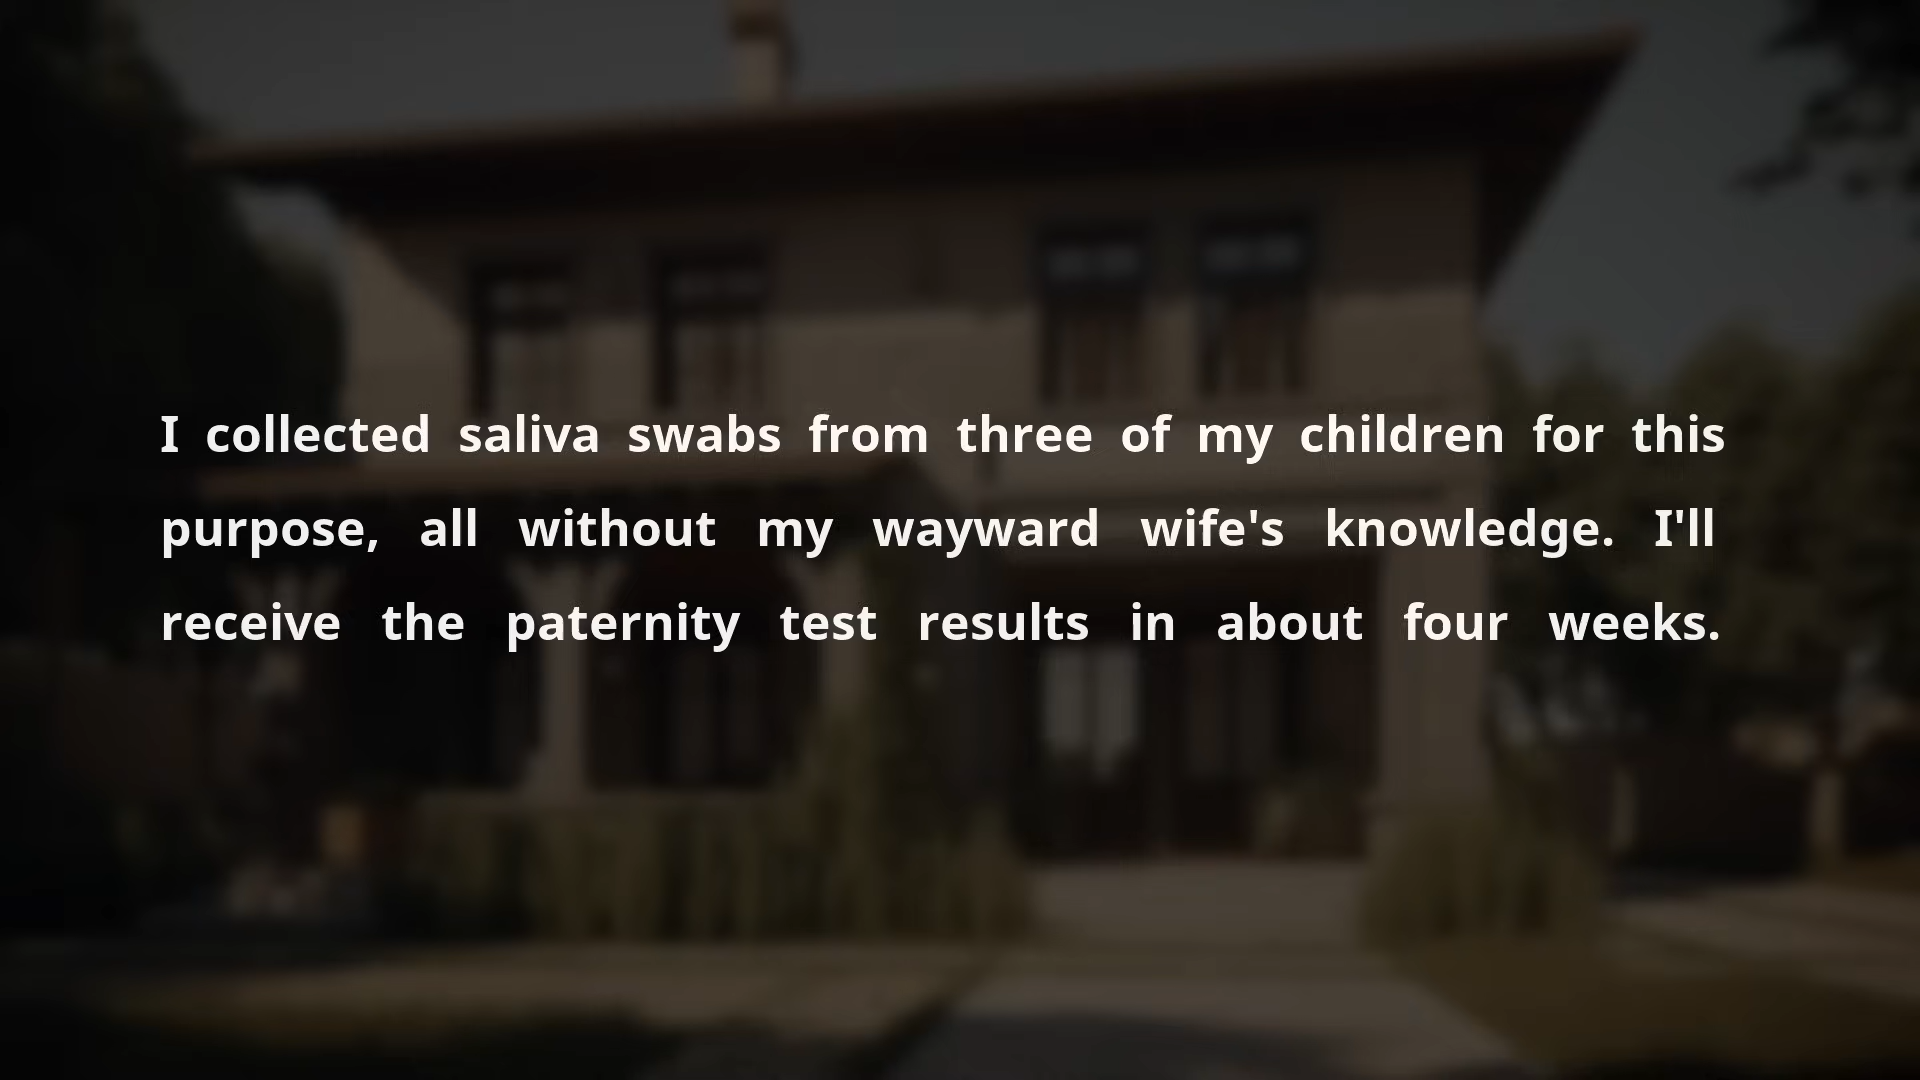 I collected saliva swabs from three of my children for this
purpose, all without my wayward wife's knowledge. I'll
receive the paternity test results in about four weeks.